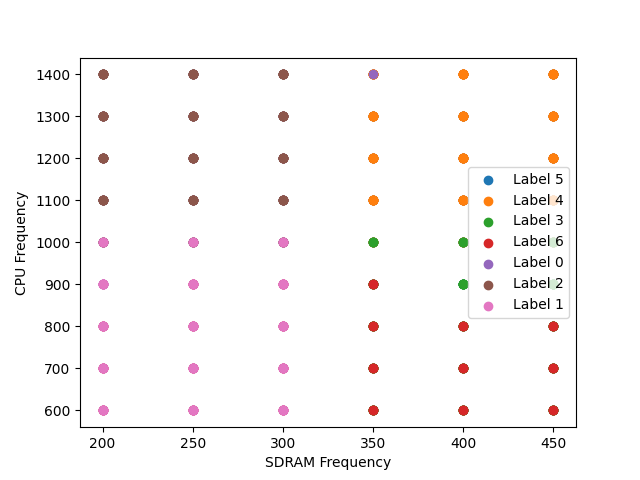 1400
1300
1200
1100
1000
900
800
700
600
CPU Frequency
Label 5
Label 4
Label 3
Label 6
Label 0
Label 2
Label 1
200 250 300 350 400 450
SDRAM Frequency